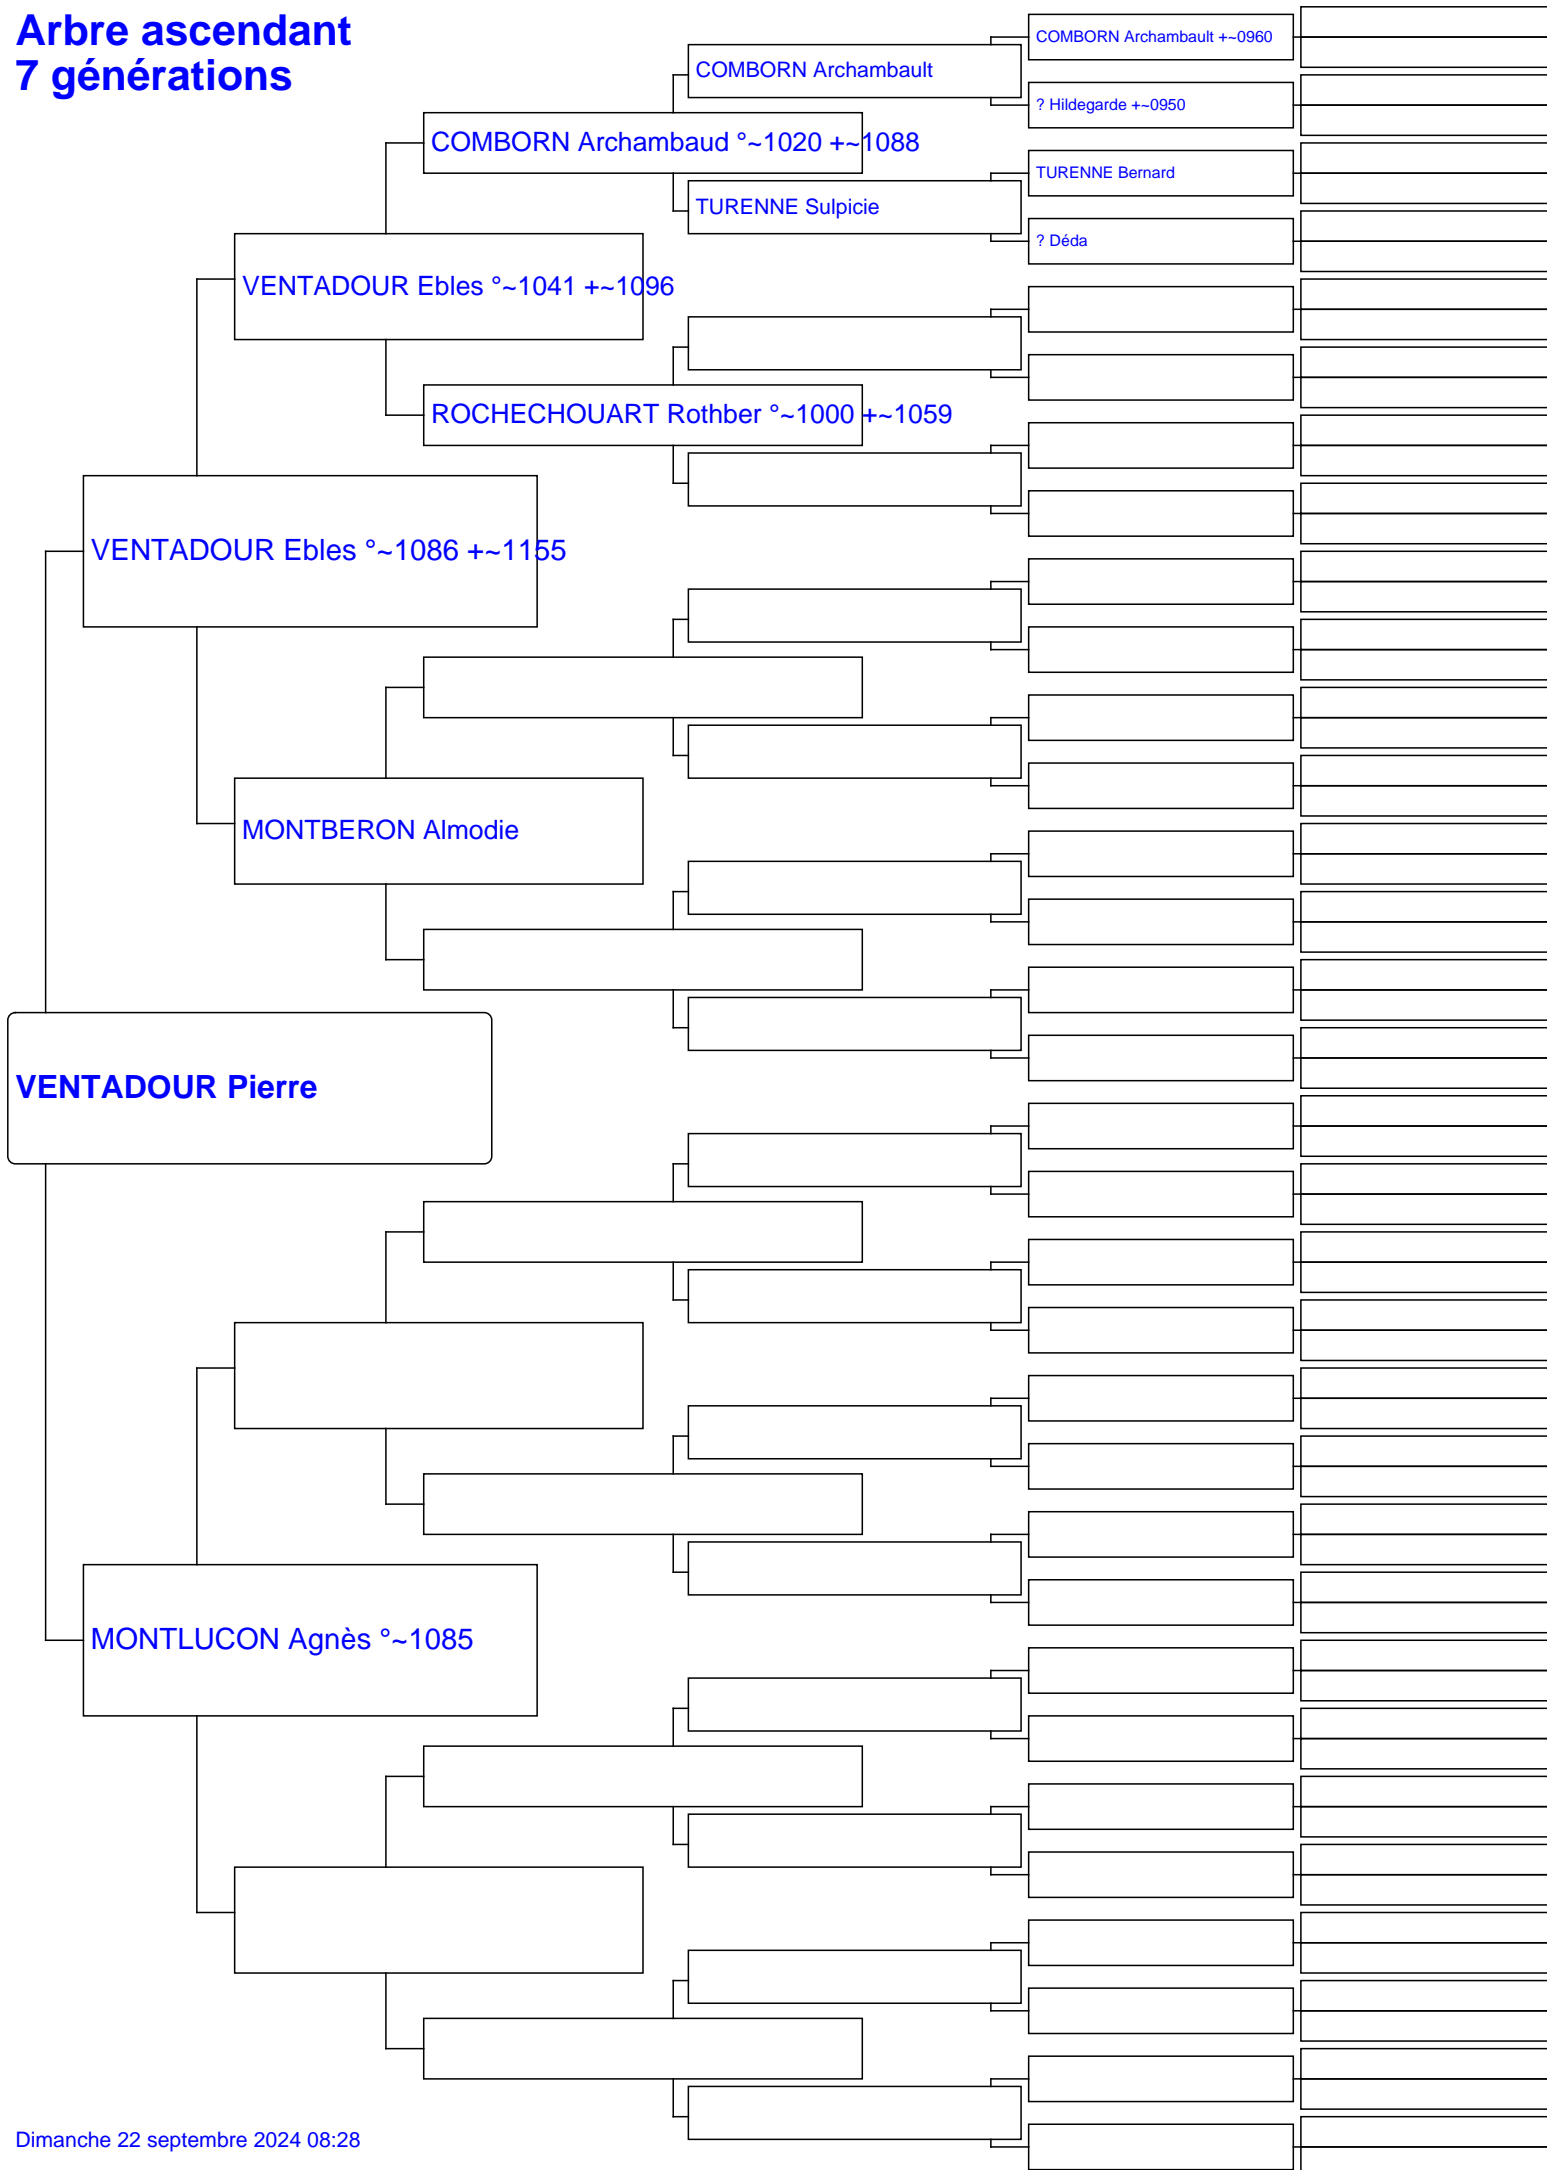 Arbre ascendant
7 générations
COMBORN Archambault +~0960
COMBORN Archambault
? Hildegarde +~0950
COMBORN Archambaud °~1020 +~1088
TURENNE Bernard
TURENNE Sulpicie
? Déda
VENTADOUR Ebles °~1041 +~1096
ROCHECHOUART Rothber °~1000 +~1059
VENTADOUR Ebles °~1086 +~1155
MONTBERON Almodie
VENTADOUR Pierre
MONTLUCON Agnès °~1085
Dimanche 22 septembre 2024 08:28